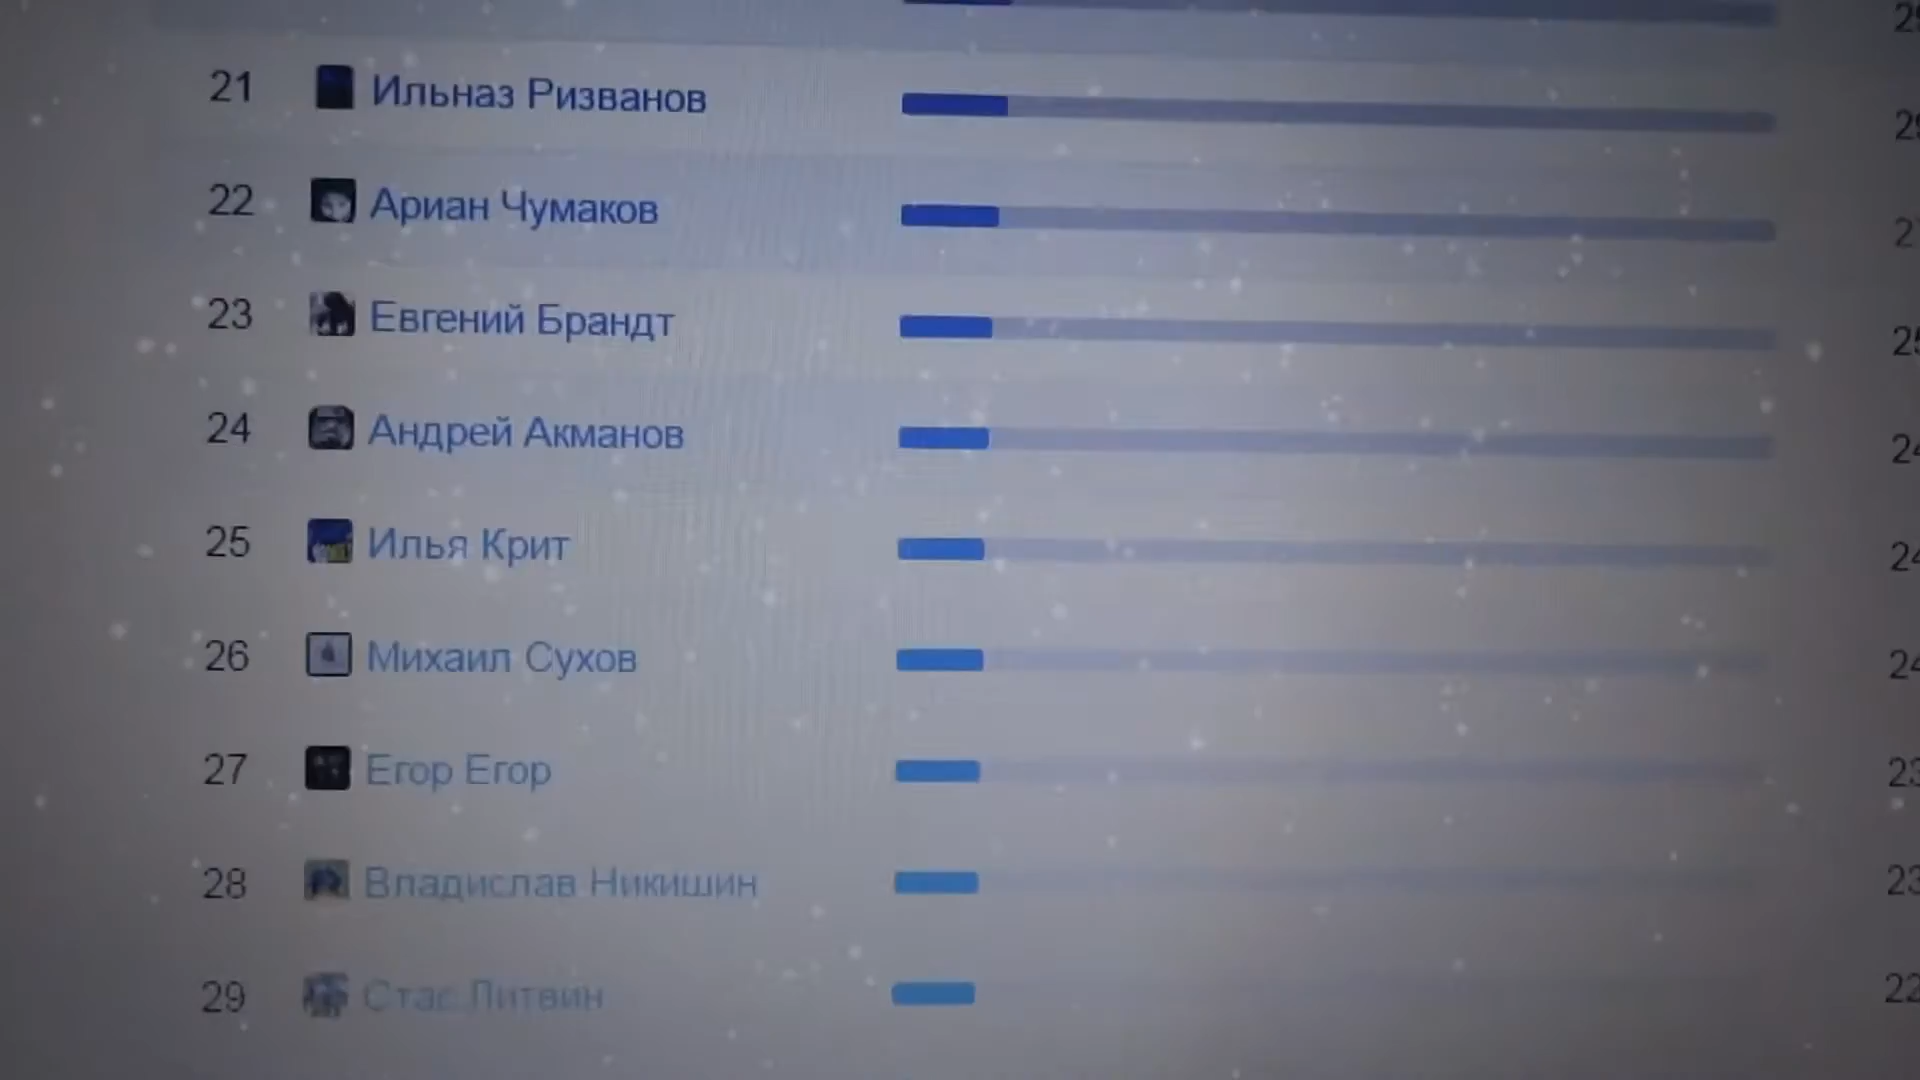 21 Ильназ Ризванов
22 Ариан Чумаков
23 Евгений Брандт
24 Андрей Акманов
25 Илья Крит
26 Михаил Сухов
27 Егор Егор
28 Владислав Никишин
29 Стас Литвин